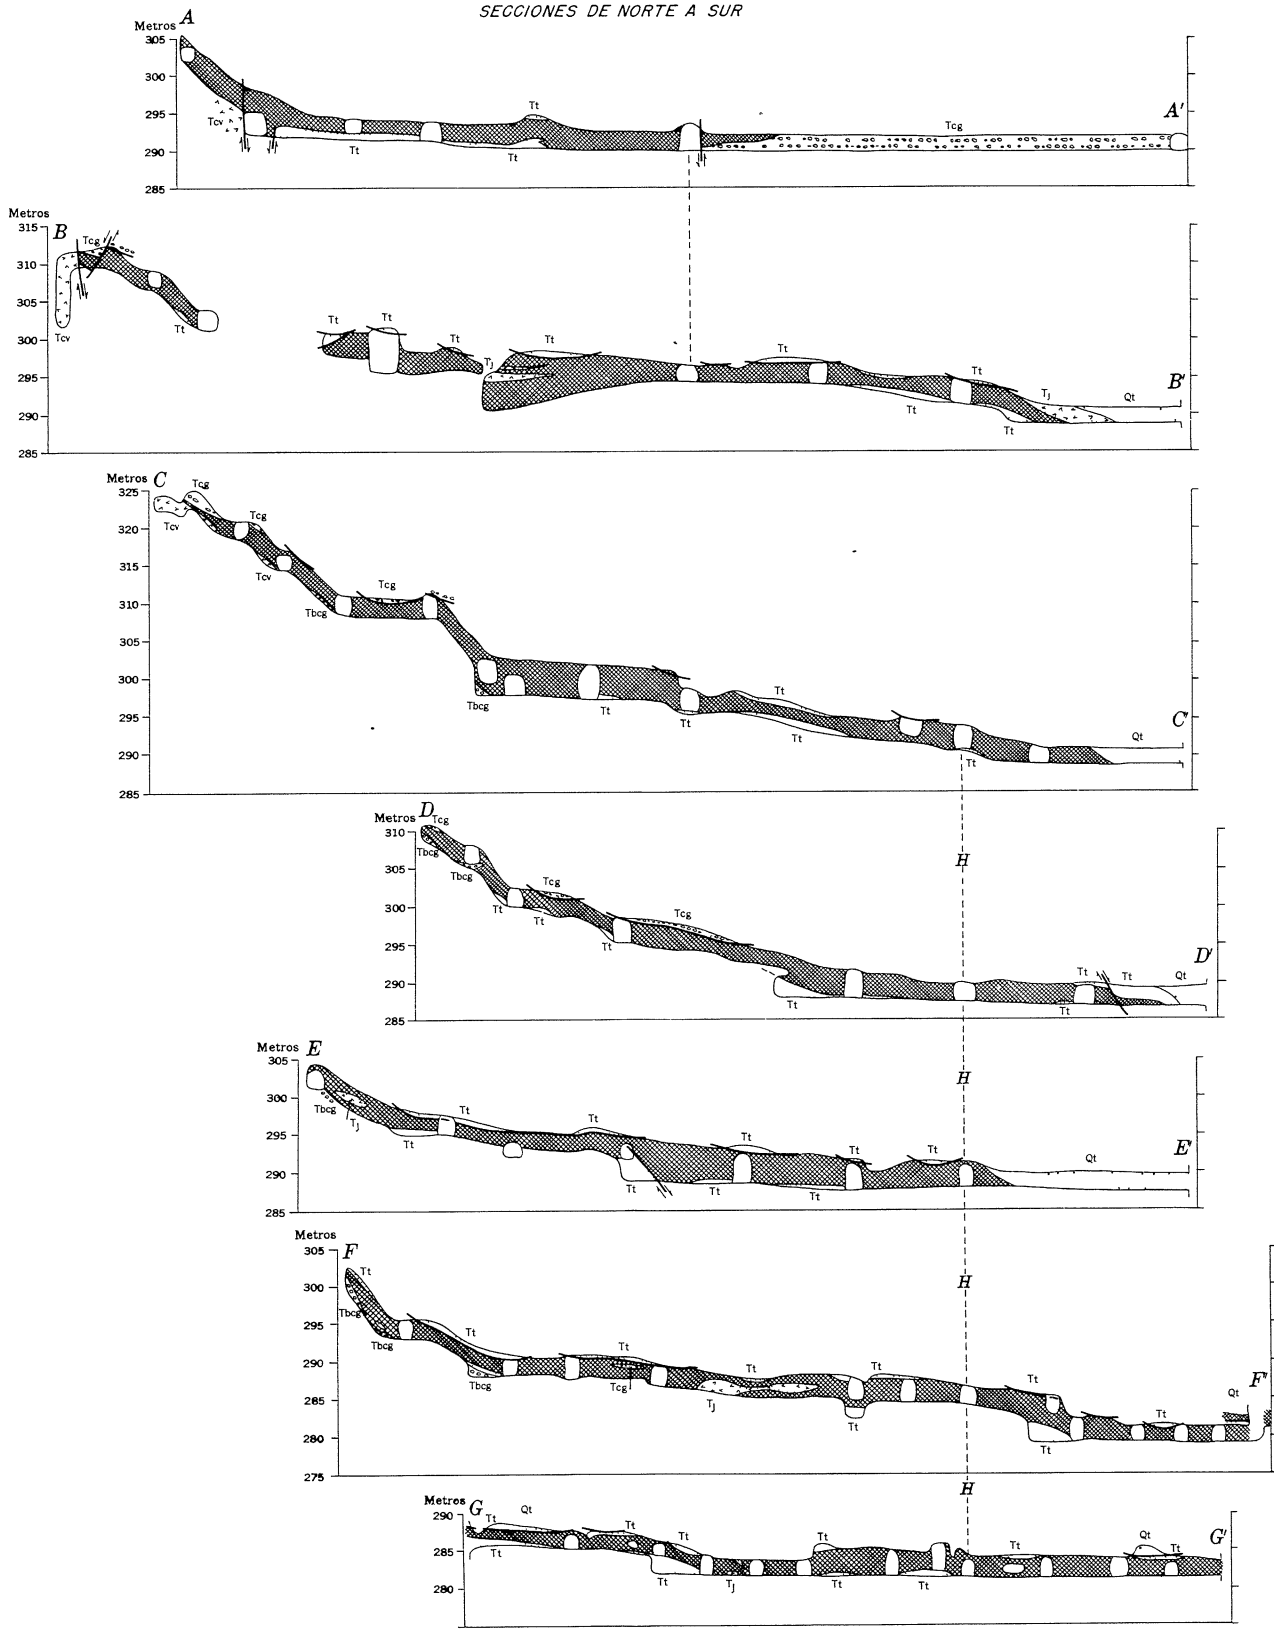 SECCIONES DE NORTE A SUR
Metros A
305
300
295
290
285
Tcv
Tt
Tt
Tt
Tcg
A'
Metros
315
310
305
300
295
290
285
B
Tcg
Tcv
Tt
Tt
Tt
Tt
Tj
Tt
Tt
Tt
Tt
Tt
Tj
Qt
B'
Metros C
325
320
315
310
305
300
295
290
285
Tcg
Tcv
Tcg
Tcv
Tbcg
Tcg
Tbcg
Tt
Tt
Tt
Tt
Tt
Qt
C'
Metros D
310
305
300
295
290
285
Tcg
Tbcg
Tbcg
Tt
Tcg
Tt
Tt
Tcg
Tt
H
Tt
Tt
Tt
Qt
D'
Metros E
305
300
295
290
285
Tbcg
Tj
Tt
Tt
Tt
Tt
Tt
Tt
Tt
Tt
Tt
H
Qt
E'
Metros
305
300
295
290
285
280
275
F
Tt
Tbcg
Tbcg
Tt
Tbcg
Tt
Tcg
Tj
Tt
Tt
Tt
H
Tt
Tt
Tt
Qt
F'
Metros G
290
285
280
Tt
Qt
Tt
Tt
Tt
Tt
Tj
Tt
Tt
Tt
H
Tt
Qt
Tt
G'